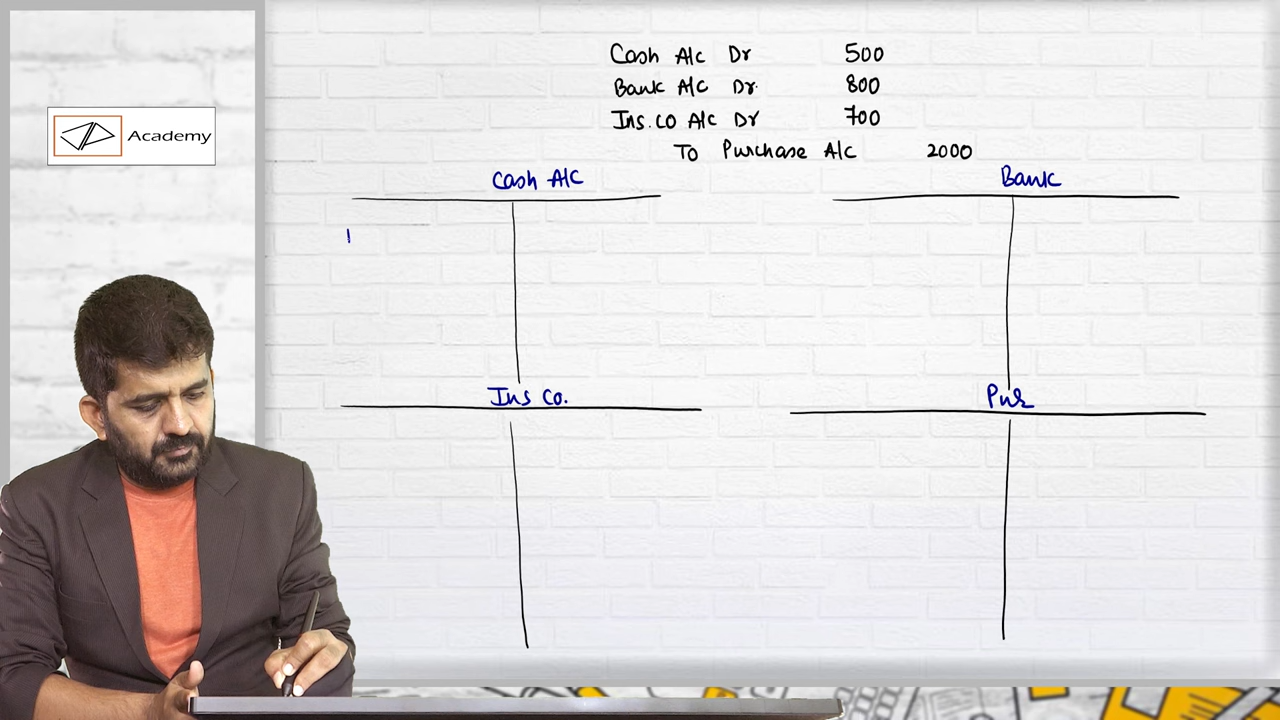 Academy
Cash A/c Dr 500
Bank A/c Dr. 800
Ins. Co A/c Dr 700
To Purchase A/c 2000
Cash A/c
Bank
Ins Co.
Pur